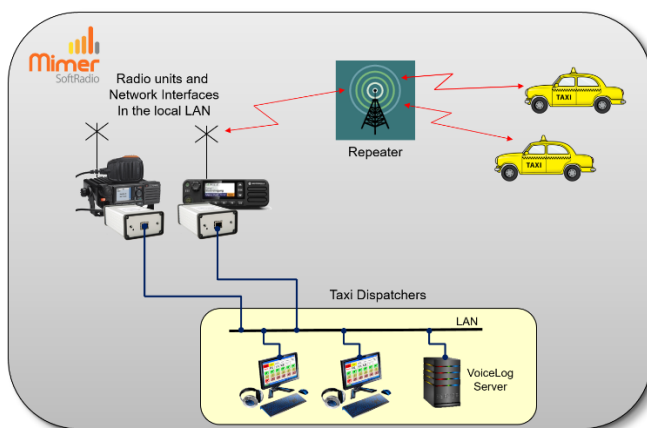 Mimer
SoftRadio
Radio units and
Network Interfaces
In the local LAN
Repeater
TAXI
TAXI
Taxi Dispatchers
LAN
VoiceLog
Server